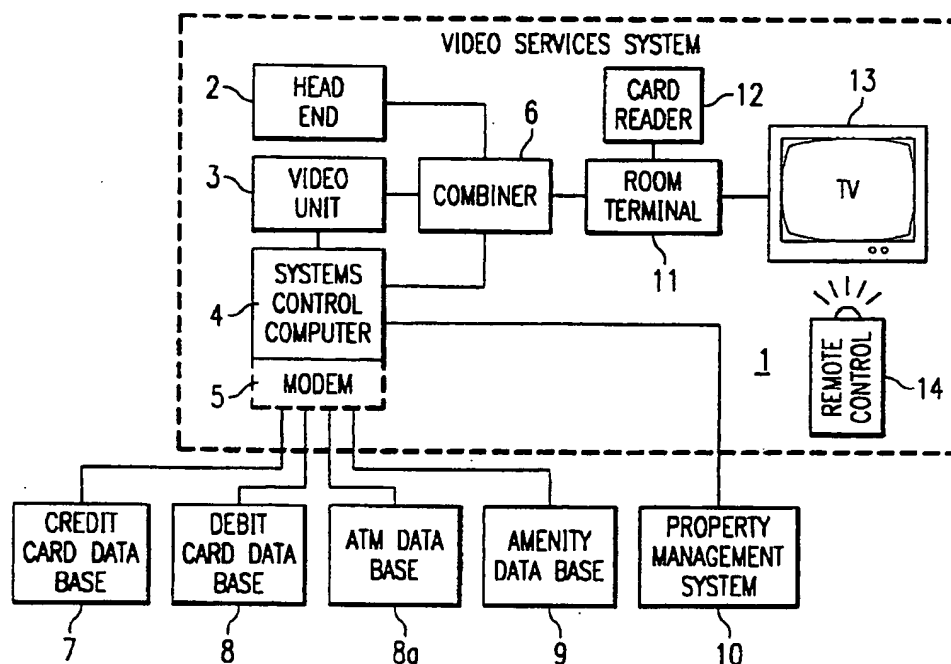 VIDEO SERVICES SYSTEM
2
HEAD
END
3
VIDEO
UNIT
4
SYSTEMS
CONTROL
COMPUTER
5
MODEM
6
COMBINER
12
CARD
READER
ROOM
TERMINAL
11
13
TV
1
REMOTE
CONTROL
14
CREDIT
CARD DATA
BASE
7
DEBIT
CARD DATA
BASE
8
ATM DATA
BASE
8a
AMENITY
DATA BASE
9
PROPERTY
MANAGEMENT
SYSTEM
10